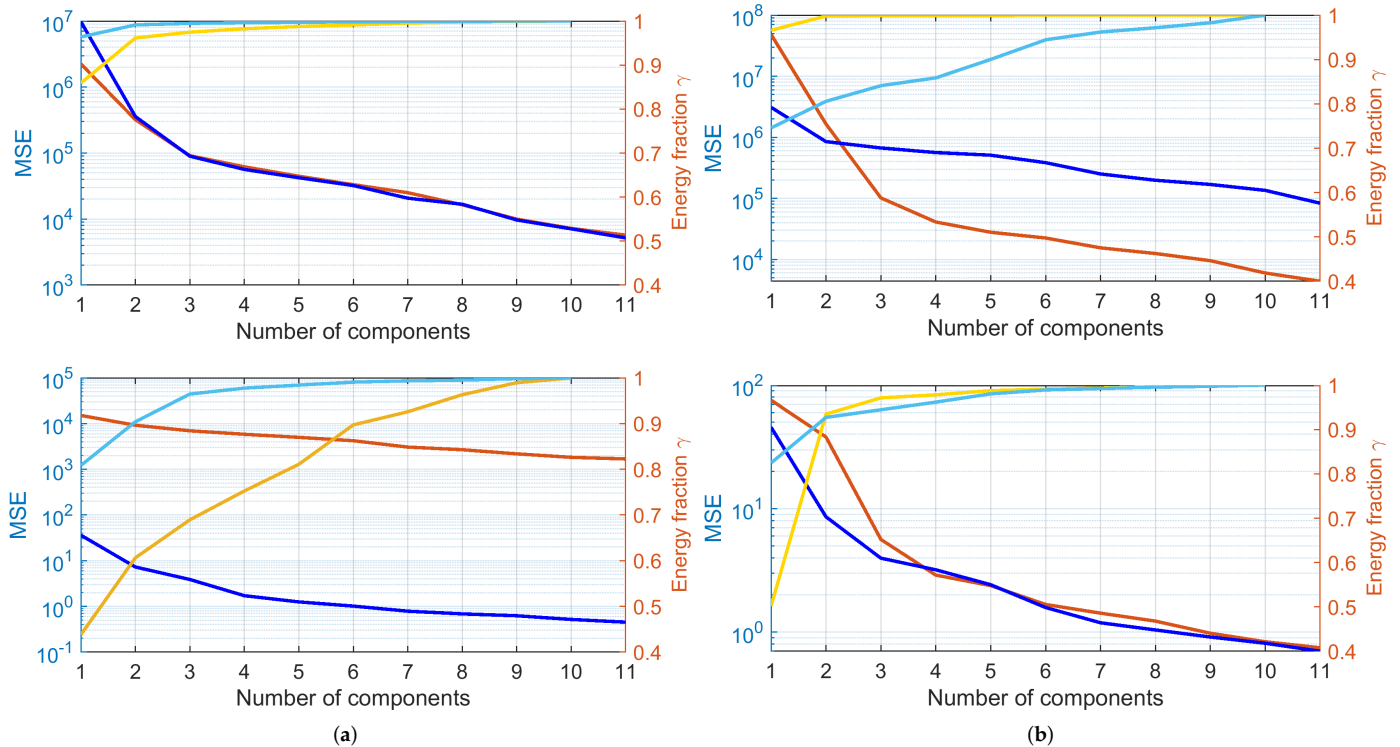 10^7
10^6
10^5
10^4
10^3
MSE
1
0.9
0.8
0.7
0.6
0.5
0.4
Energy fraction γ
1 2 3 4 5 6 7 8 9 10 11
Number of components
10^8
10^7
10^6
10^5
10^4
MSE
1
0.9
0.8
0.7
0.6
0.5
0.4
Energy fraction γ
1 2 3 4 5 6 7 8 9 10 11
Number of components
10^5
10^4
10^3
10^2
10^1
10^0
10^-1
MSE
1
0.9
0.8
0.7
0.6
0.5
0.4
Energy fraction γ
1 2 3 4 5 6 7 8 9 10 11
Number of components
(a)
10^2
10^1
10^0
MSE
1
0.9
0.8
0.7
0.6
0.5
0.4
Energy fraction γ
1 2 3 4 5 6 7 8 9 10 11
Number of components
(b)